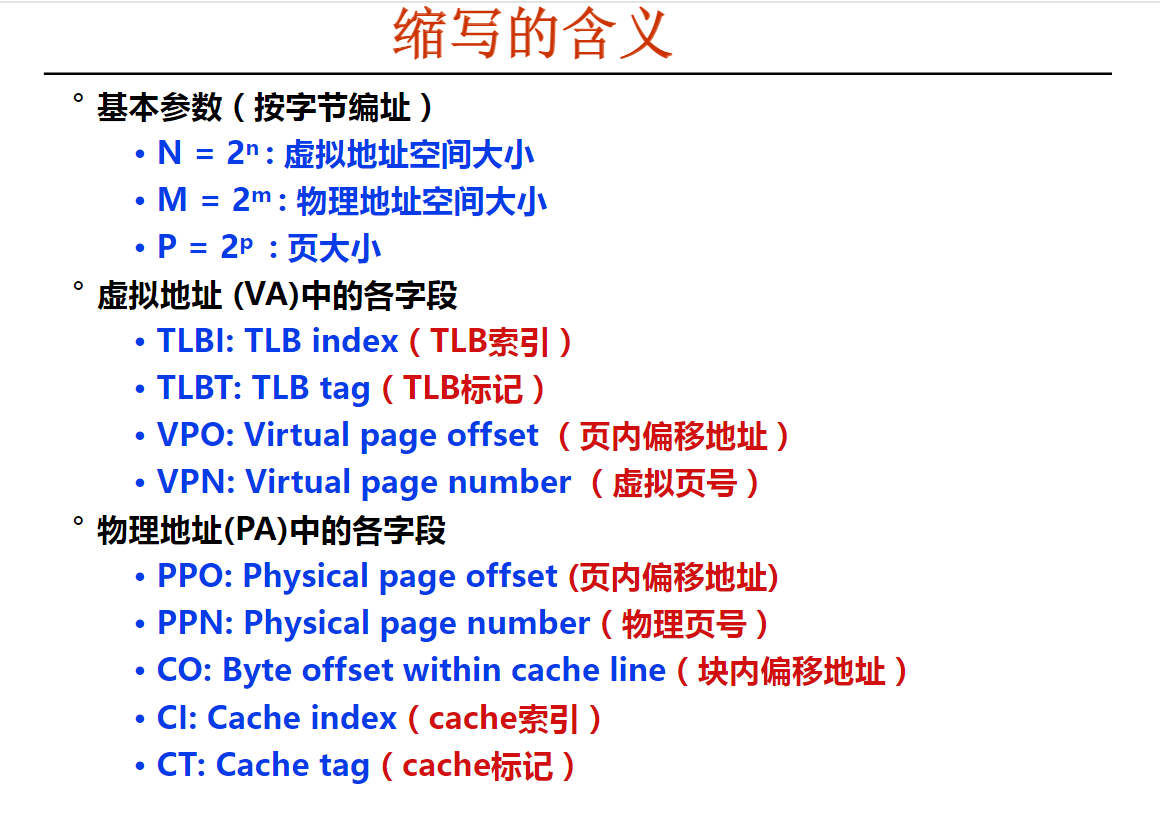 缩写的含义
° 基本参数（按字节编址）
• N = 2ⁿ : 虚拟地址空间大小
• M = 2ᵐ : 物理地址空间大小
• P = 2ᵖ : 页大小
° 虚拟地址 (VA)中的各字段
• TLBI: TLB index（TLB索引）
• TLBT: TLB tag（TLB标记）
• VPO: Virtual page offset （页内偏移地址）
• VPN: Virtual page number （虚拟页号）
° 物理地址(PA)中的各字段
• PPO: Physical page offset (页内偏移地址)
• PPN: Physical page number（物理页号）
• CO: Byte offset within cache line（块内偏移地址）
• CI: Cache index（cache索引）
• CT: Cache tag（cache标记）